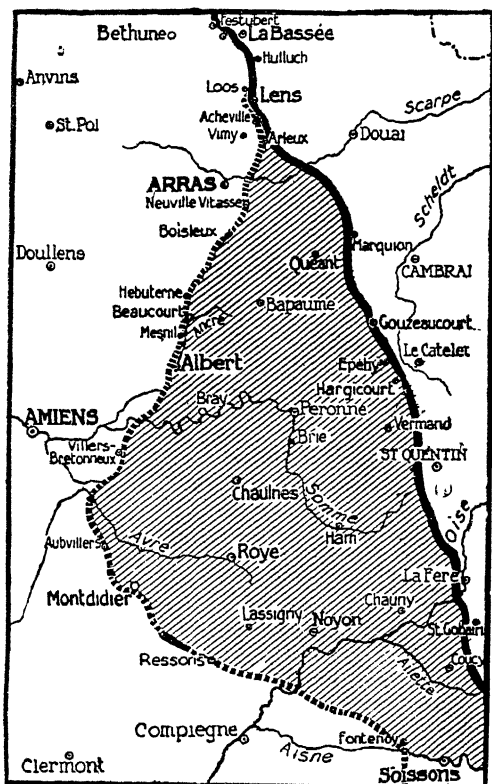 Festubert
Bethune
La Bassée
Hulluch
Anvins
Loos
Lens
Acheville
Scarpe
St. Pol
Vimy
Arleux
Douai
ARRAS
Neuville Vitasse
Scheldt
Boisleux
Marquion
Doullens
Quéant
CAMBRAI
Hebuterne
Beaucourt
Bapaume
Ancre
Gouzeaucourt
Mesnil
Le Catelet
Albert
Epehy
Hargicourt
Bray
Peronne
AMIENS
Vermand
Brie
Villers-
Bretonneux
ST QUENTIN
Chaulnes
Somme
Oise
Ham
Aubvillers
Avre
Roye
La Fere
Montdidier
Chauny
Lassigny
Noyon
St. Gobain
Ressons
Coucy
Ailette
Compiegne
Fontenoy
Aisne
Clermont
Soissons